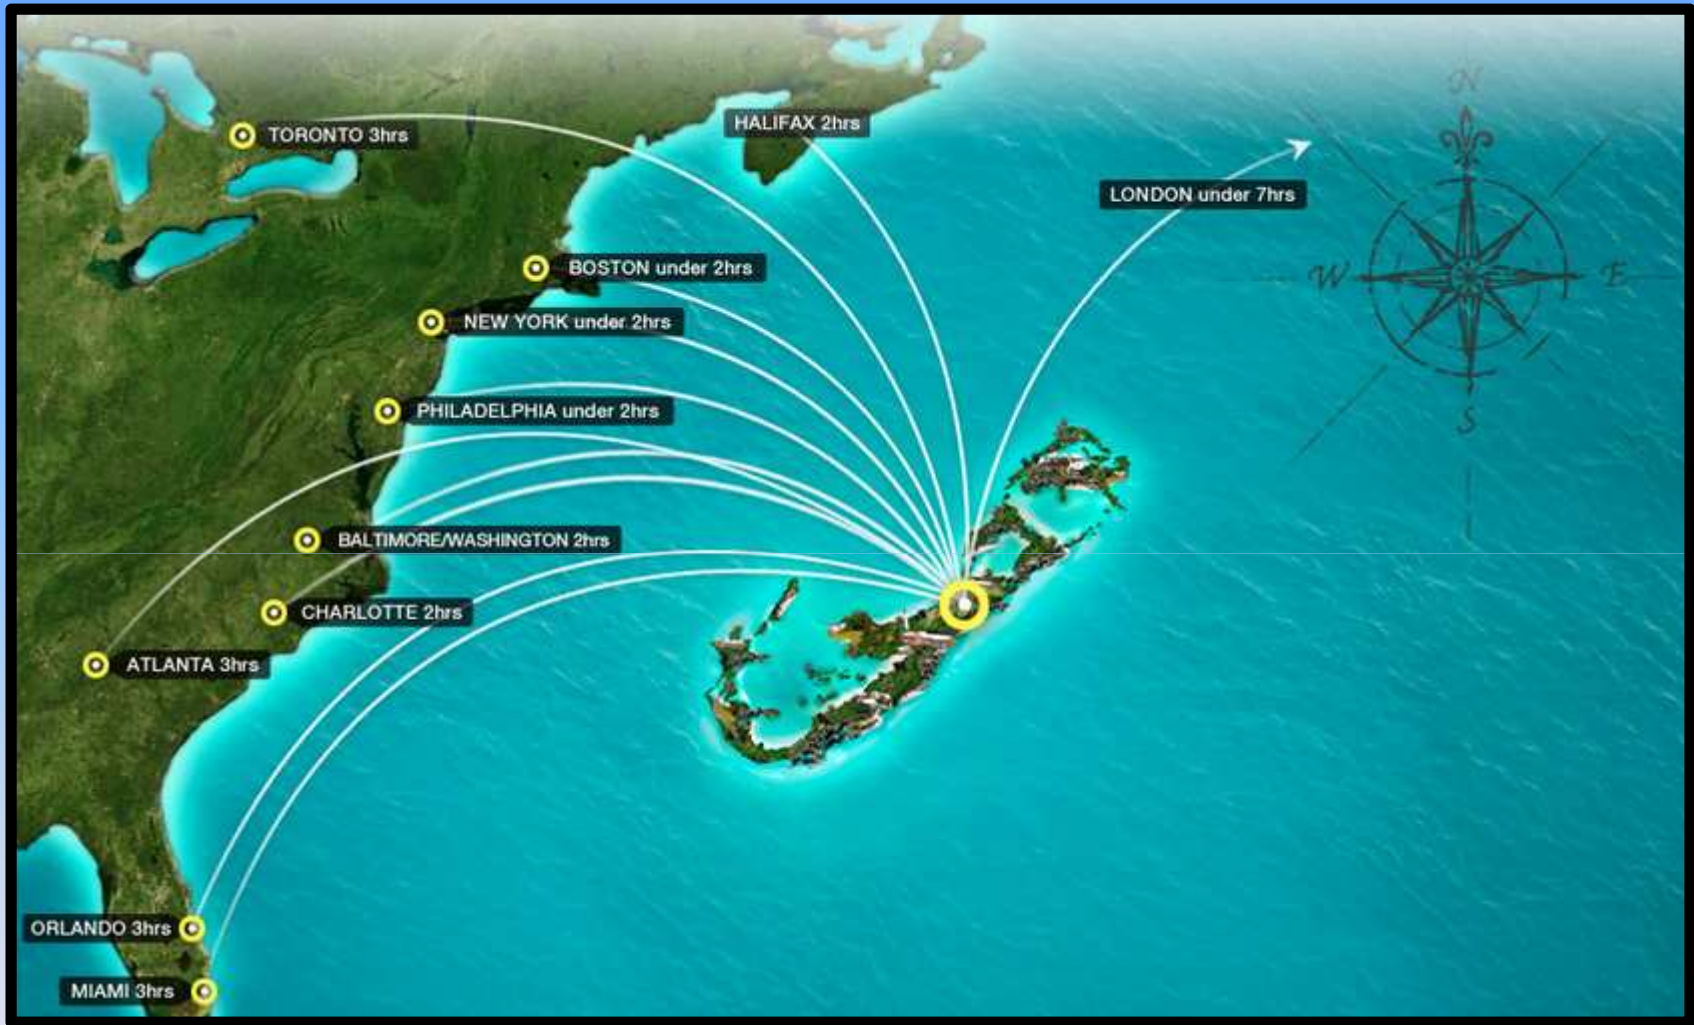 N
TORONTO 3hrs
HALIFAX 2hrs
LONDON under 7hrs
BOSTON under 2hrs
W
E
NEW YORK under 2hrs
PHILADELPHIA under 2hrs
S
BALTIMORE/WASHINGTON 2hrs
CHARLOTTE 2hrs
ATLANTA 3hrs
ORLANDO 3hrs
MIAMI 3hrs